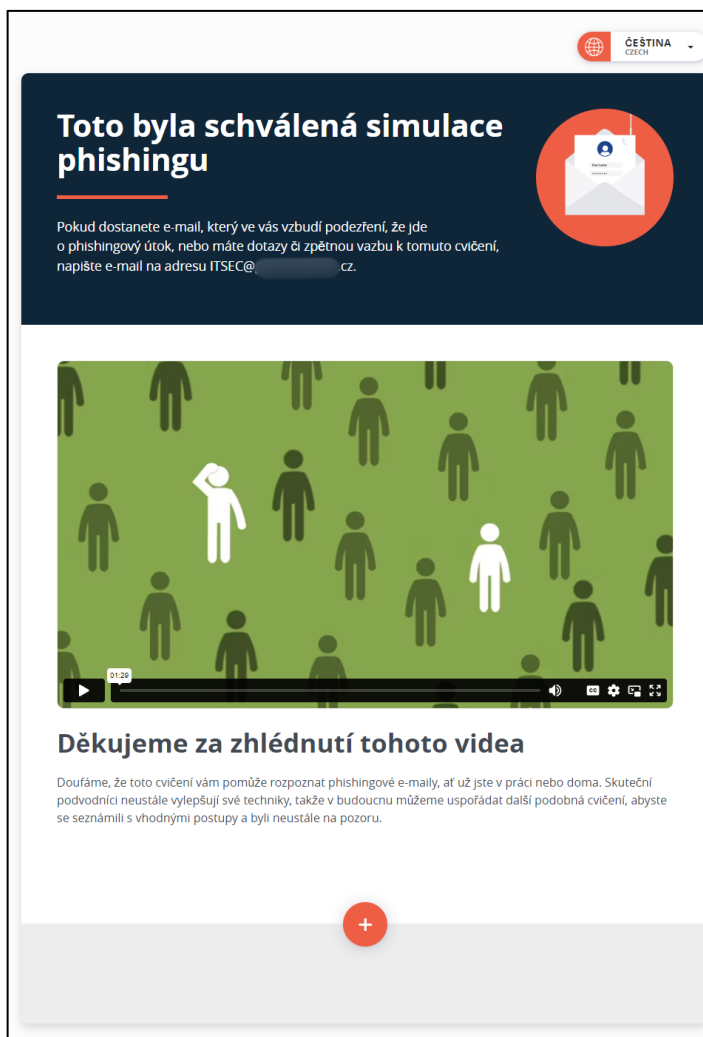 ČEŠTINA
CZECH
Toto byla schválená simulace
phishingu
Pokud dostanete e-mail, který ve vás vzbudí podezření, že jde
o phishingový útok, nebo máte dotazy či zpětnou vazbu k tomuto cvičení,
napište e-mail na adresu ITSEC@ .cz.
01:29
CC
Děkujeme za zhlédnutí tohoto videa
Doufáme, že toto cvičení vám pomůže rozpoznat phishingové e-maily, ať už jste v práci nebo doma. Skuteční
podvodníci neustále vylepšují své techniky, takže v budoucnu můžeme uspořádat další podobná cvičení, abyste
se seznámili s vhodnými postupy a byli neustále na pozoru.
+